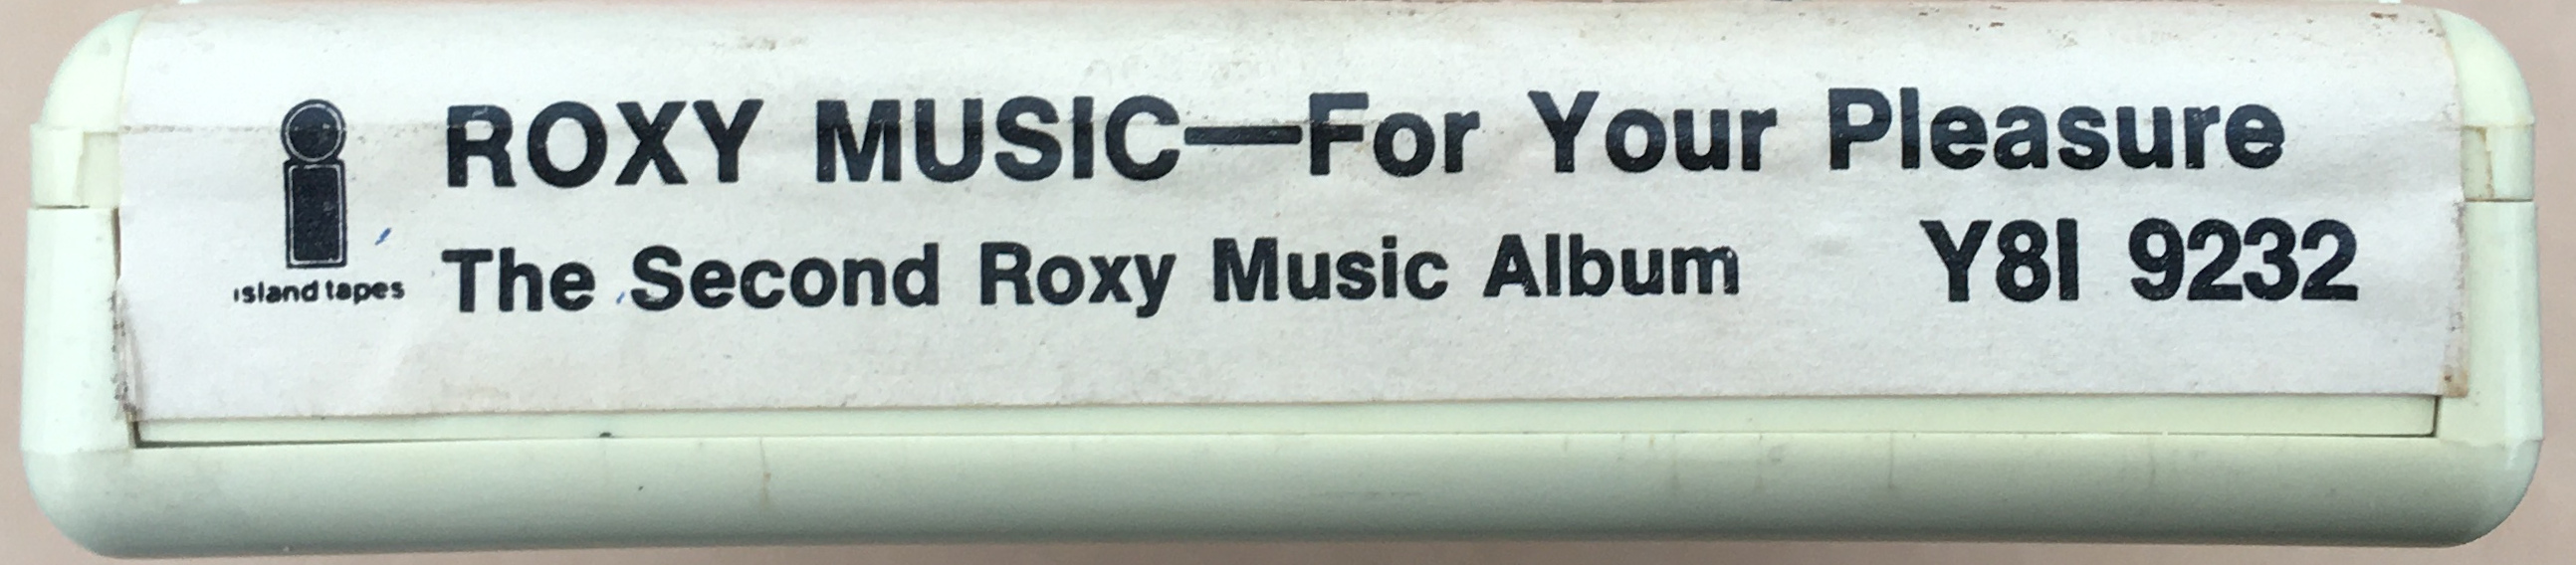 ROXY MUSIC—For Your Pleasure
The Second Roxy Music Album Y8I 9232
island tapes